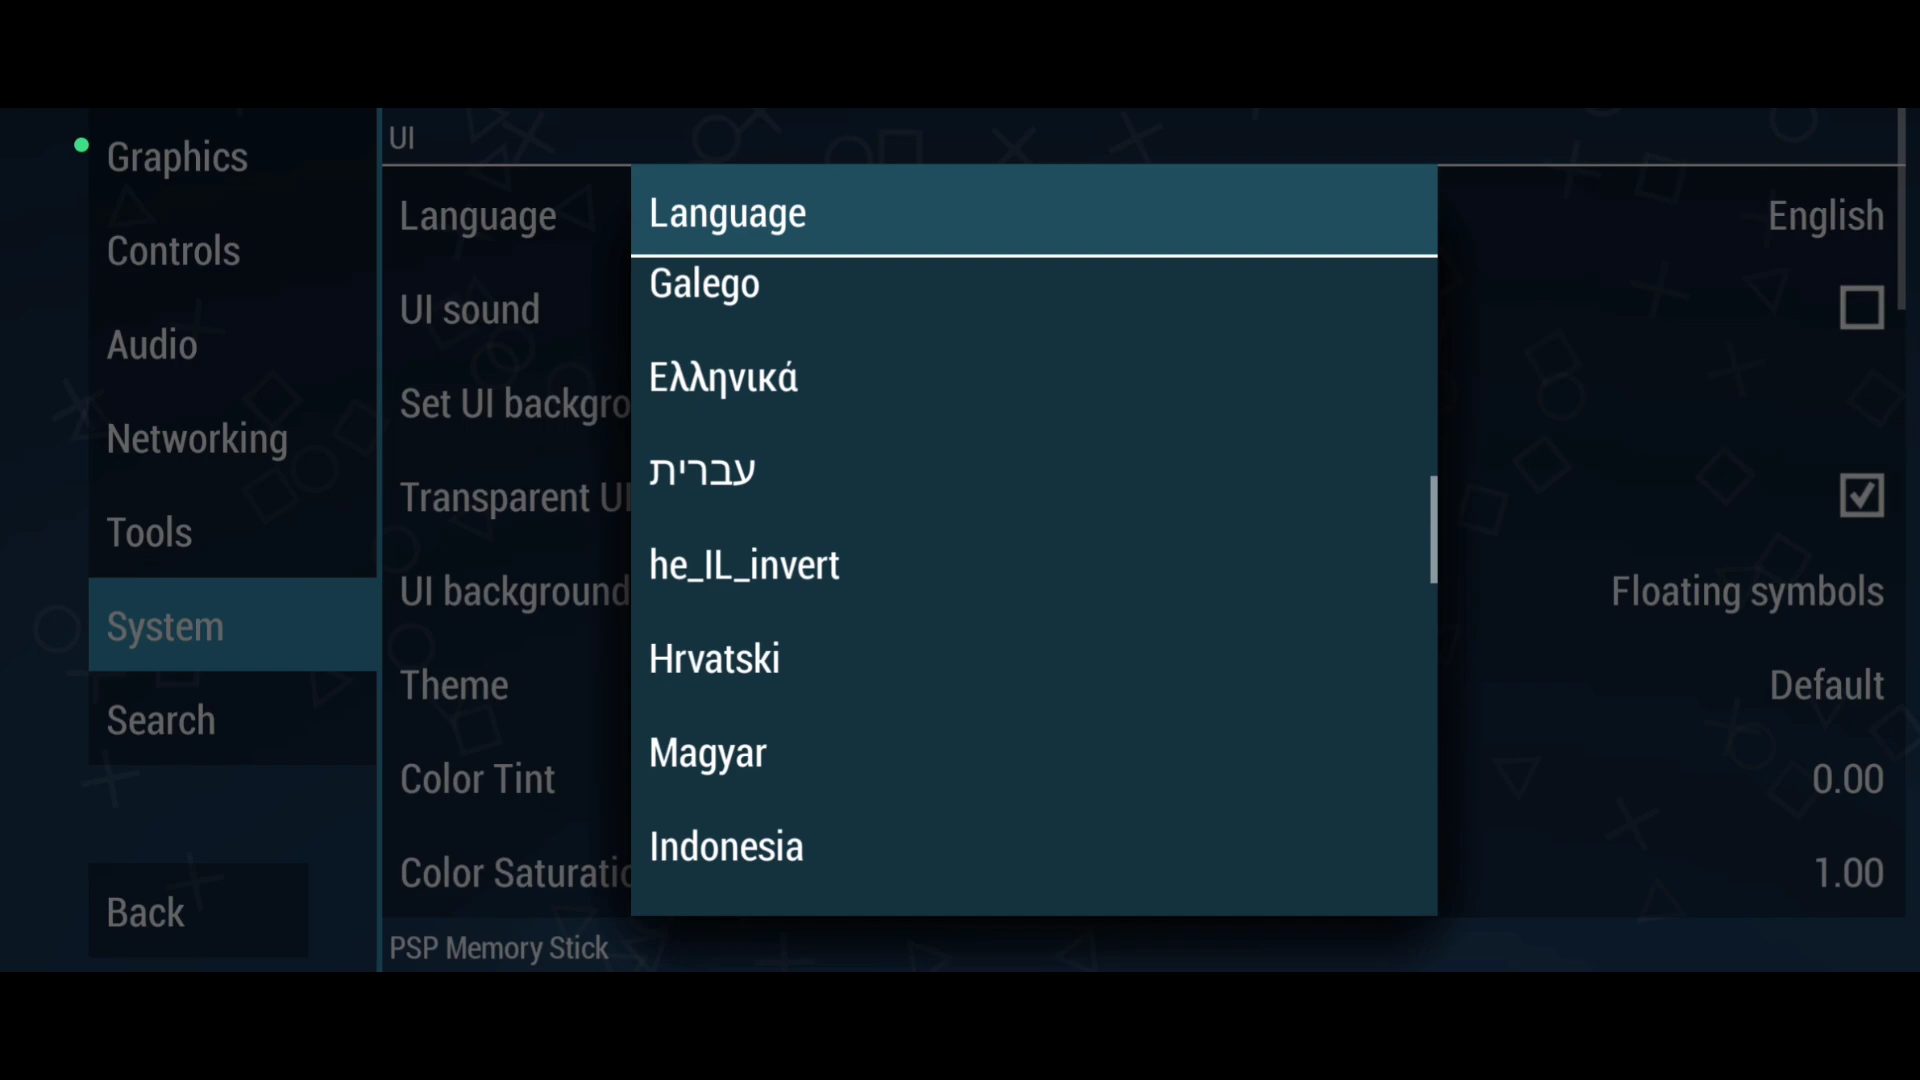 Graphics
Controls
Audio
Networking
Tools
System
Search
Back
UI
Language
English
UI sound
Set UI backgro
Transparent UI
UI background
Floating symbols
Theme
Default
Color Tint
0.00
Color Saturatio
1.00
PSP Memory Stick
Language
Galego
Ελληνικά
עברית
he_IL_invert
Hrvatski
Magyar
Indonesia